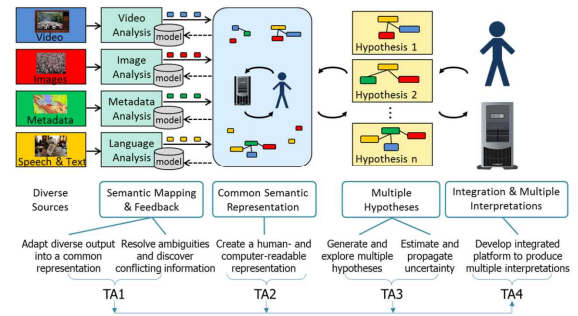 Video
Video
Analysis
model
Images
Image
Analysis
model
Metadata
Metadata
Analysis
model
Speech & Text
Language
Analysis
model
Hypothesis 1
Hypothesis 2
Hypothesis n
Diverse
Sources
Semantic Mapping
& Feedback
Common Semantic
Representation
Multiple
Hypotheses
Integration & Multiple
Interpretations
Adapt diverse output
into a common
representation
Resolve ambiguities
and discover
conflicting information
Create a human- and
computer-readable
representation
Generate and
explore multiple
hypotheses
Estimate and
propagate
uncertainty
Develop integrated
platform to produce
multiple interpretations
TA1
TA2
TA3
TA4